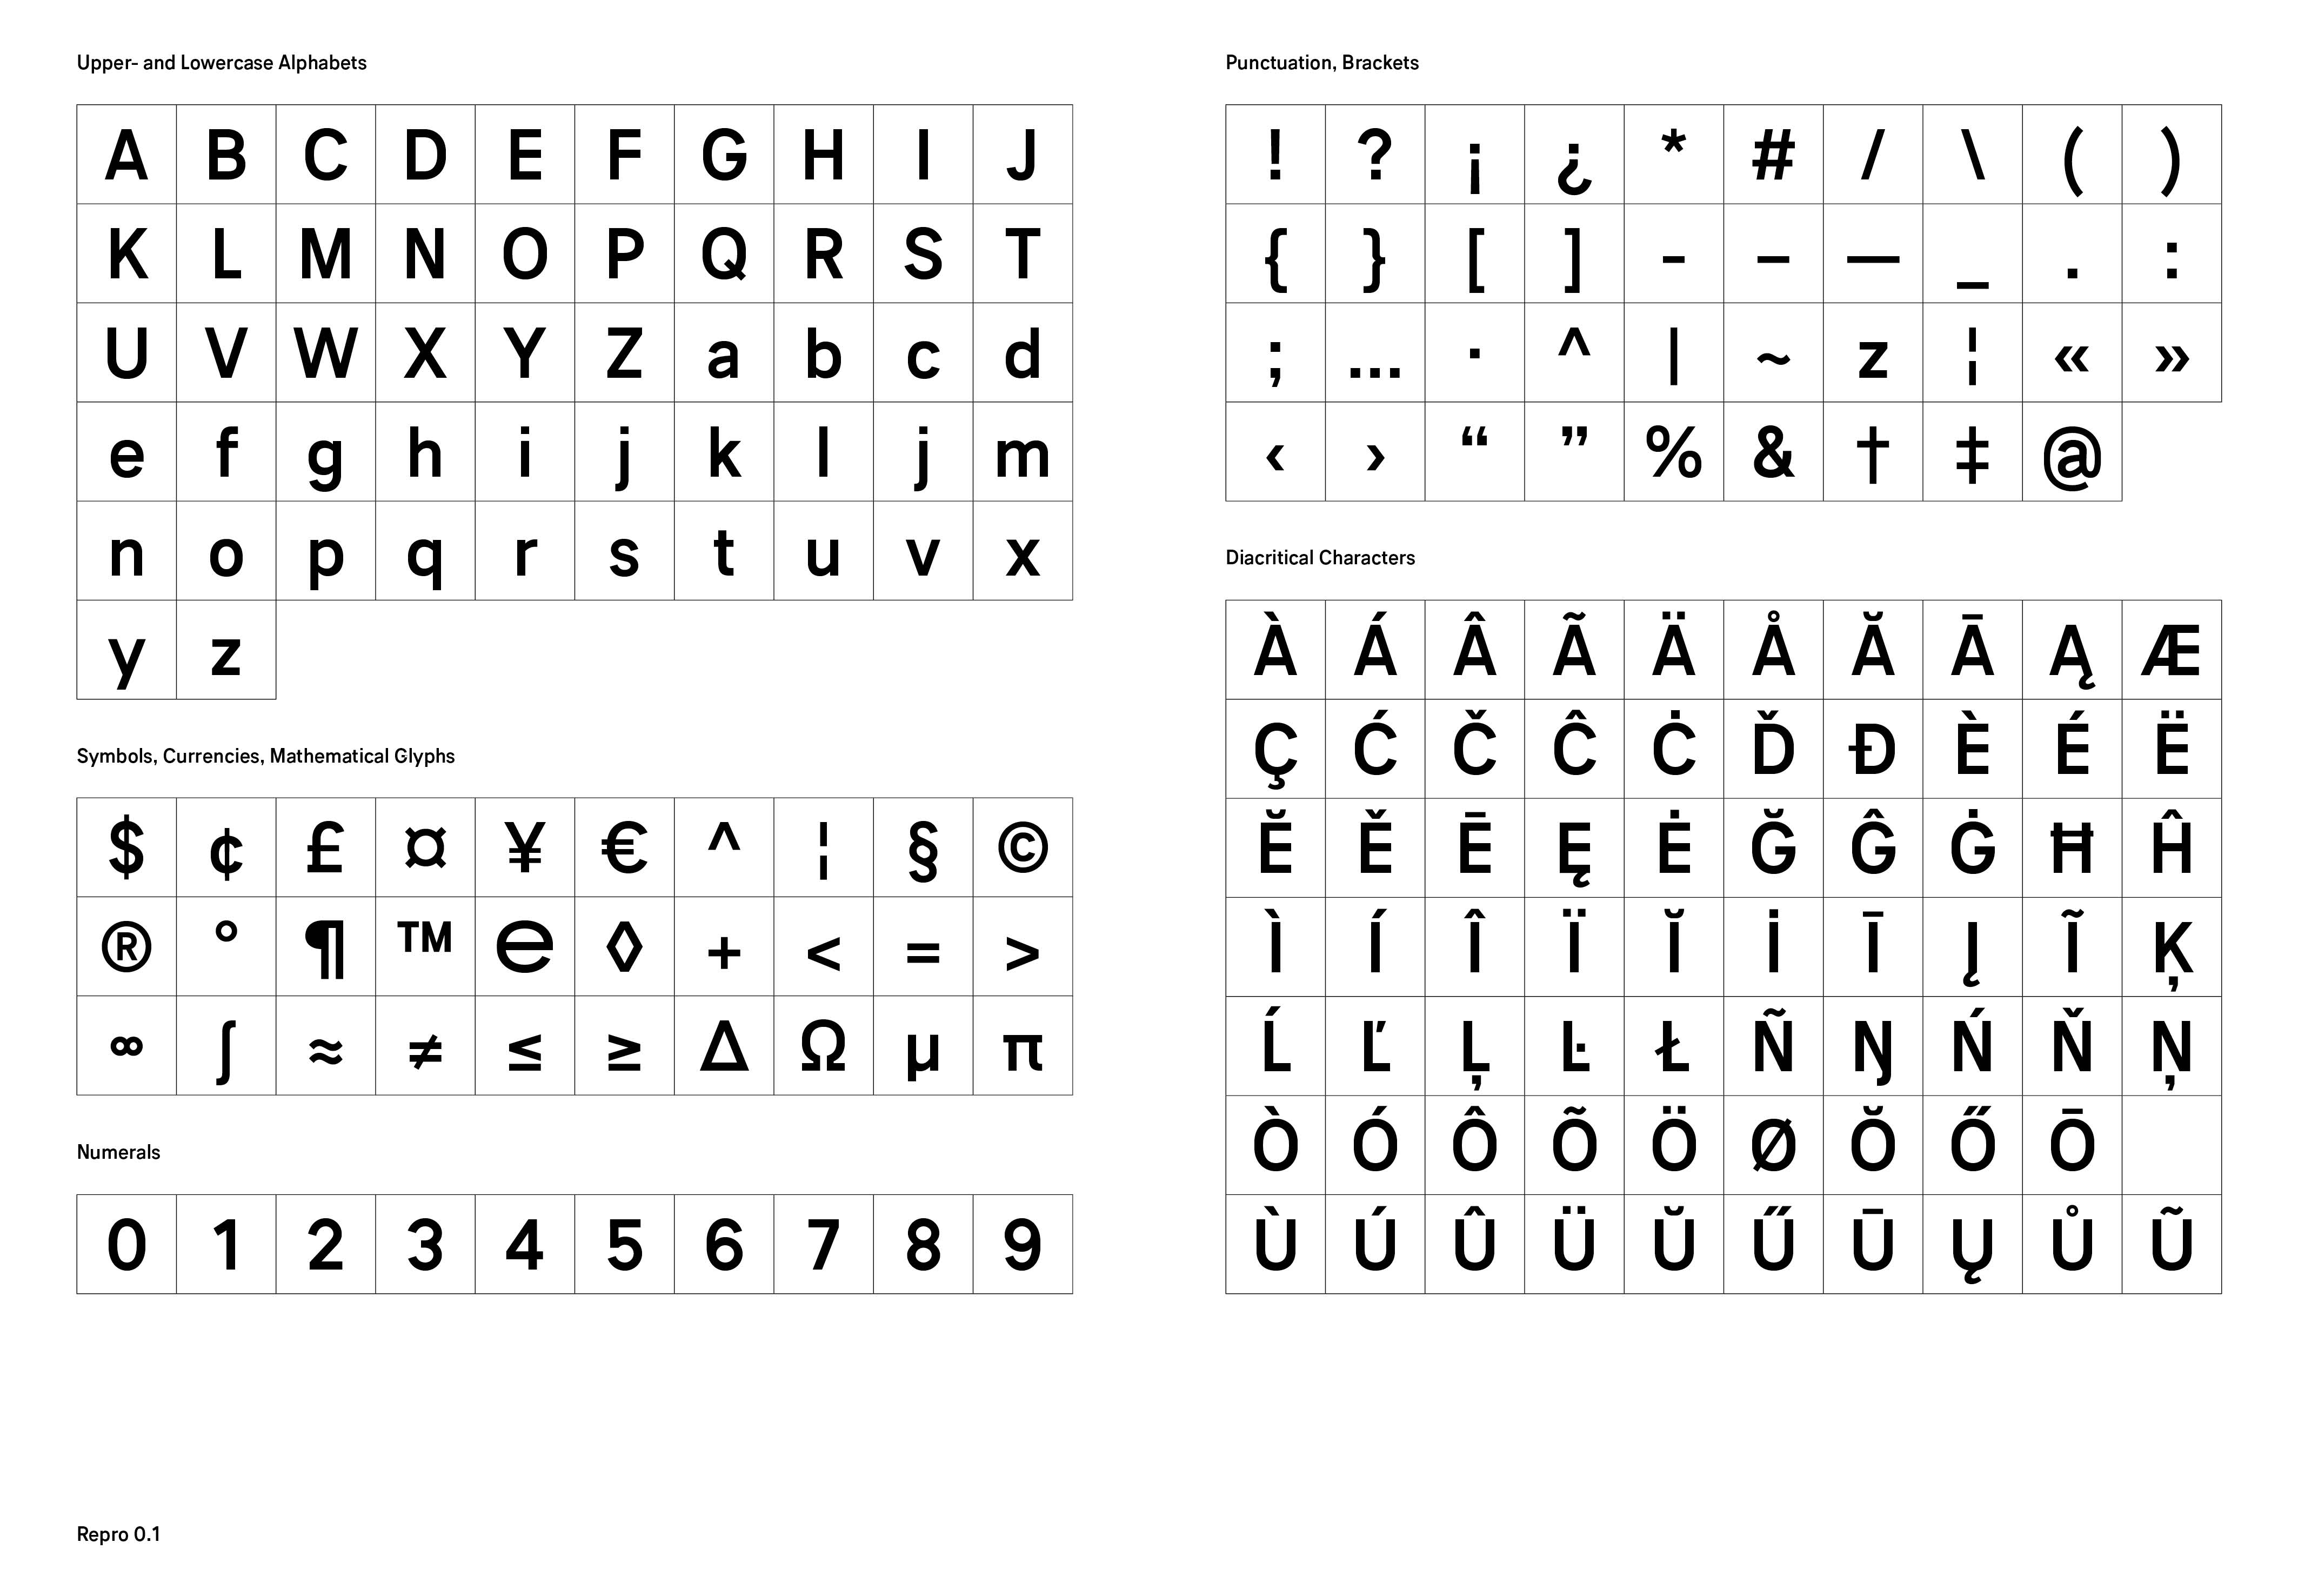 Upper- and Lowercase Alphabets
A B C D E F G H I J
K L M N O P Q R S T
U V W X Y Z a b c d
e f g h i j k l j m
n o p q r s t u v x
y z
Symbols, Currencies, Mathematical Glyphs
$ ¢ £ ¤ ¥ € ^ ¦ § ©
® ° ¶ ™ ℮ ◊ + < = >
∞ ∫ ≈ ≠ ≤ ≥ ∆ Ω µ π
Numerals
0 1 2 3 4 5 6 7 8 9
Repro 0.1
Punctuation, Brackets
! ? ¡ ¿ * # / \ ( )
{ } [ ] - – — _ . :
; … · ^ | ~ z ¦ « »
‹ › “ ” % & † ‡ @
Diacritical Characters
À Á Â Ã Ä Å Ă Ā Ą Æ
Ç Ć Č Ĉ Ċ Ď Đ È É Ë
Ĕ Ě Ē Ę Ė Ğ Ĝ Ġ Ħ Ĥ
Ì Í Î Ï Ĭ İ Ī Į Ĩ Ķ
Ĺ Ľ Ļ Ŀ Ł Ñ Ŋ Ń Ň Ņ
Ò Ó Ô Õ Ö Ø Ŏ Ő Ō
Ù Ú Û Ü Ŭ Ű Ū Ų Ů Ũ